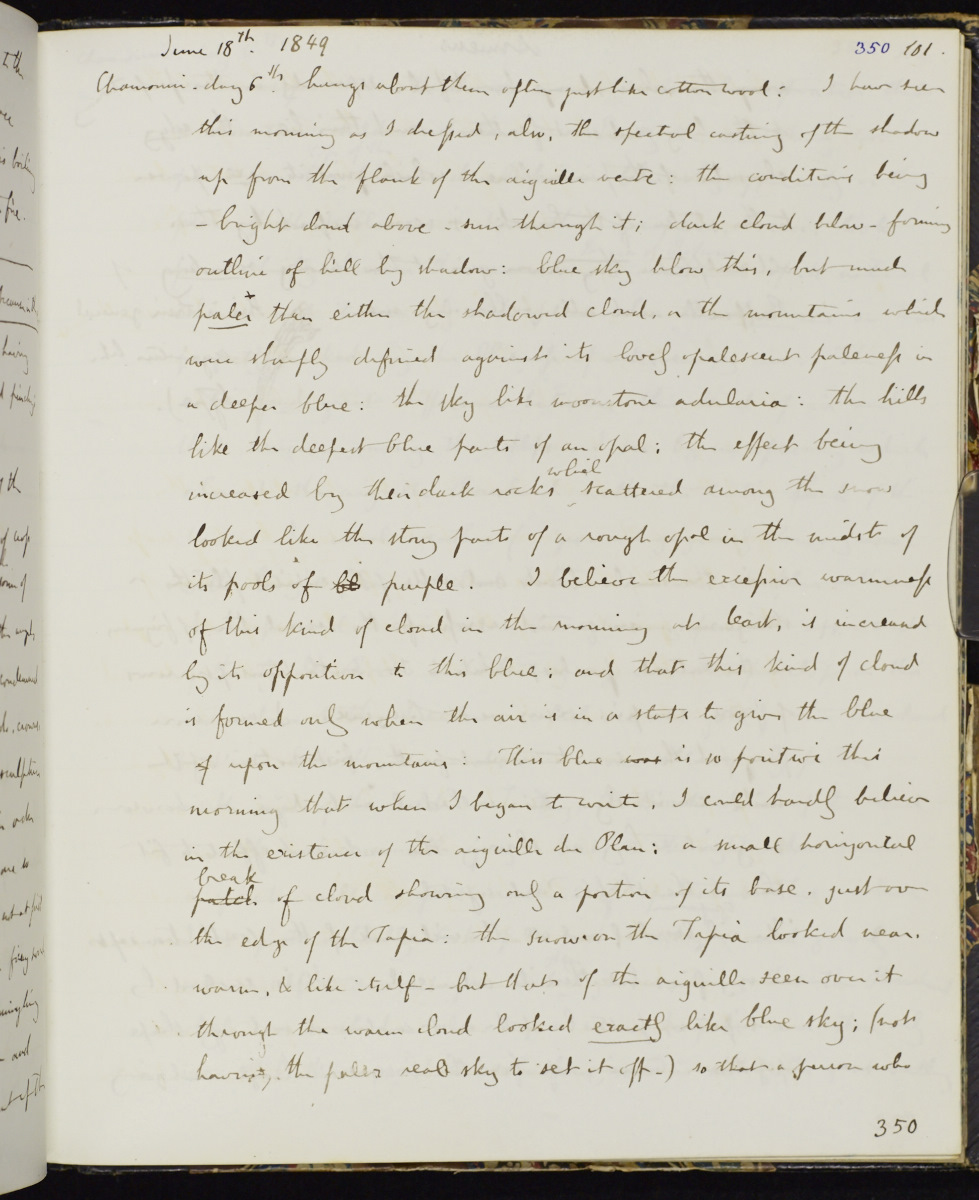 June 18th. 1849
350 101.
Chamonix. day 6th. hangs about them often just like cotton wool: I have seen
this morning as I dressed, also, the spectral casting of the shadow
up from the flank of the aiguille verte: the conditions being
- bright cloud above - sun through it; dark cloud below - forming
outline of hill by shadow: blue sky below this, but much
paler x than either the shadowed cloud, or the mountains which
were sharply defined against its lovely opalescent paleness in
a deeper blue: the sky like moonstone adularia: the hills
like the deepest blue parts of an opal; the effect being
which
increased by their dark rocks scattered among the snow
looked like the stony parts of a rough opal in the midst of
its pools of bl purple. I believe the excessive warmness
of this kind of cloud in the morning at least, is increased
by its opposition to this blue; and that this kind of cloud
is formed only when the air is in a state to give the blue
of upon the mountains: This blue was is so positive this
morning that when I began to write, I could hardly believe
in the existence of the aiguille du Plan; a small horizontal
break
patch of cloud showing only a portion of its base, just over
the edge of the Tapia: the snow on the Tapia looked near.
warm, & like itself - but that of the aiguille seen over it
through the warm cloud looked exactly like blue sky; (not
having, the paler real sky to set it off.) so that a person who
350